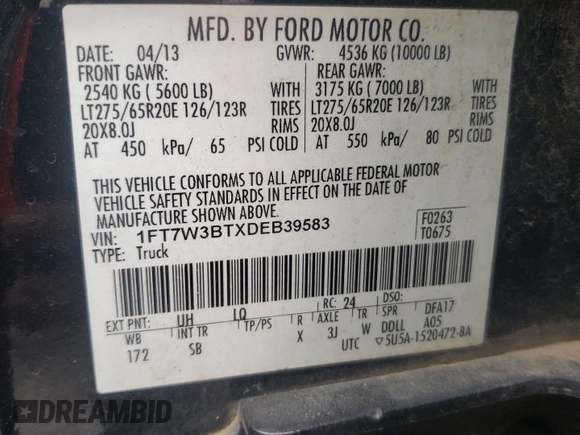 MFD. BY FORD MOTOR CO.
DATE: 04/13 GVWR: 4536 KG (10000 LB)
FRONT GAWR: REAR GAWR:
2540 KG ( 5600 LB) WITH 3175 KG ( 7000 LB) WITH
LT275/65R20E 126/123R TIRES LT275/65R20E 126/123R TIRES
20X8.0J RIMS 20X8.0J RIMS
AT 450 kPa/ 65 PSI COLD AT 550 kPa/ 80 PSI COLD
THIS VEHICLE CONFORMS TO ALL APPLICABLE FEDERAL MOTOR
VEHICLE SAFETY STANDARDS IN EFFECT ON THE DATE OF
MANUFACTURE SHOWN ABOVE.
VIN: 1FT7W3BTXDEB39583 F0263
TYPE: Truck T0675
EXT PNT: UH LQ RC: 24 DSO:
WB INT TR TP/PS R AXLE TR SPR DFA17
172 SB X 3J W DDLL A05
UTC ▽5U5A-1520472-BA
DREAMBID